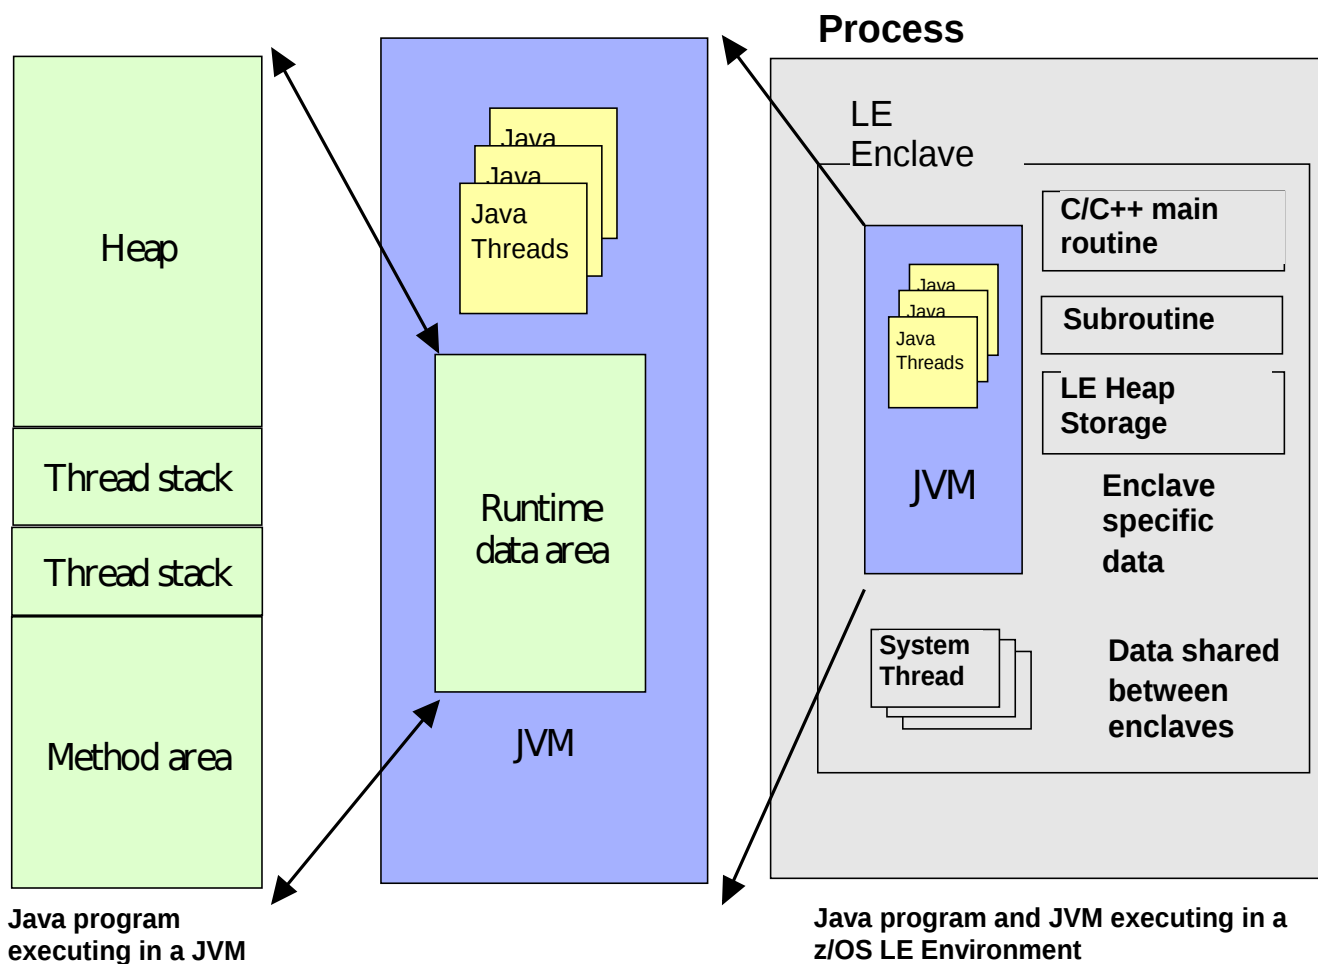 Process
LE
Enclave
Heap
Thread stack
Thread stack
Method area
Java
Java
Java
Threads
Runtime
data area
JVM
Java
Java
Java
Threads
JVM
C/C++ main
routine
Subroutine
LE Heap
Storage
Enclave
specific
data
System
Thread
Data shared
between
enclaves
Java program
executing in a JVM
Java program and JVM executing in a
z/OS LE Environment